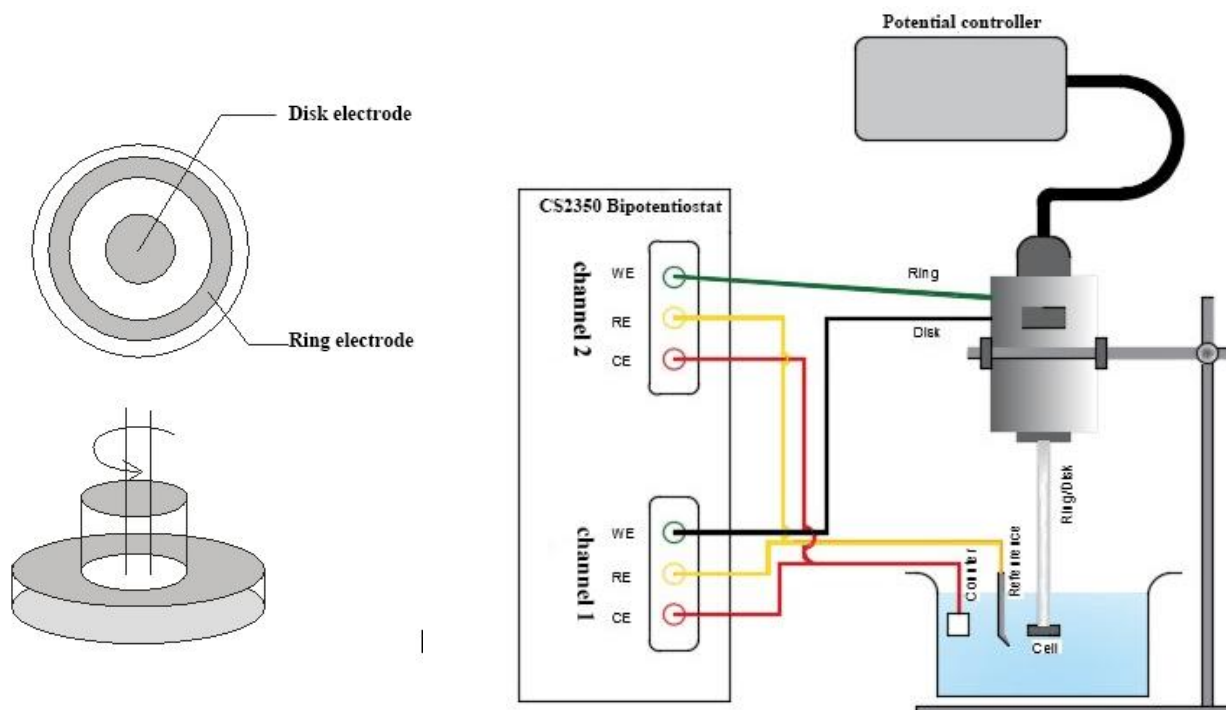 Disk electrode
Ring electrode
Potential controller
CS2350 Bipotentiostat
channel 2
WE
RE
CE
Ring
Disk
channel 1
WE
RE
CE
Counter
Reference
Ring/Disk
Cell